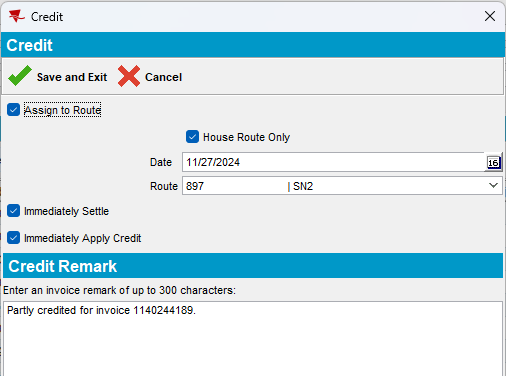 Credit
Credit
Save and Exit Cancel
Assign to Route
House Route Only
Date 11/27/2024 16
Route 897 | SN2
Immediately Settle
Immediately Apply Credit
Credit Remark
Enter an invoice remark of up to 300 characters:
Partly credited for invoice 1140244189.